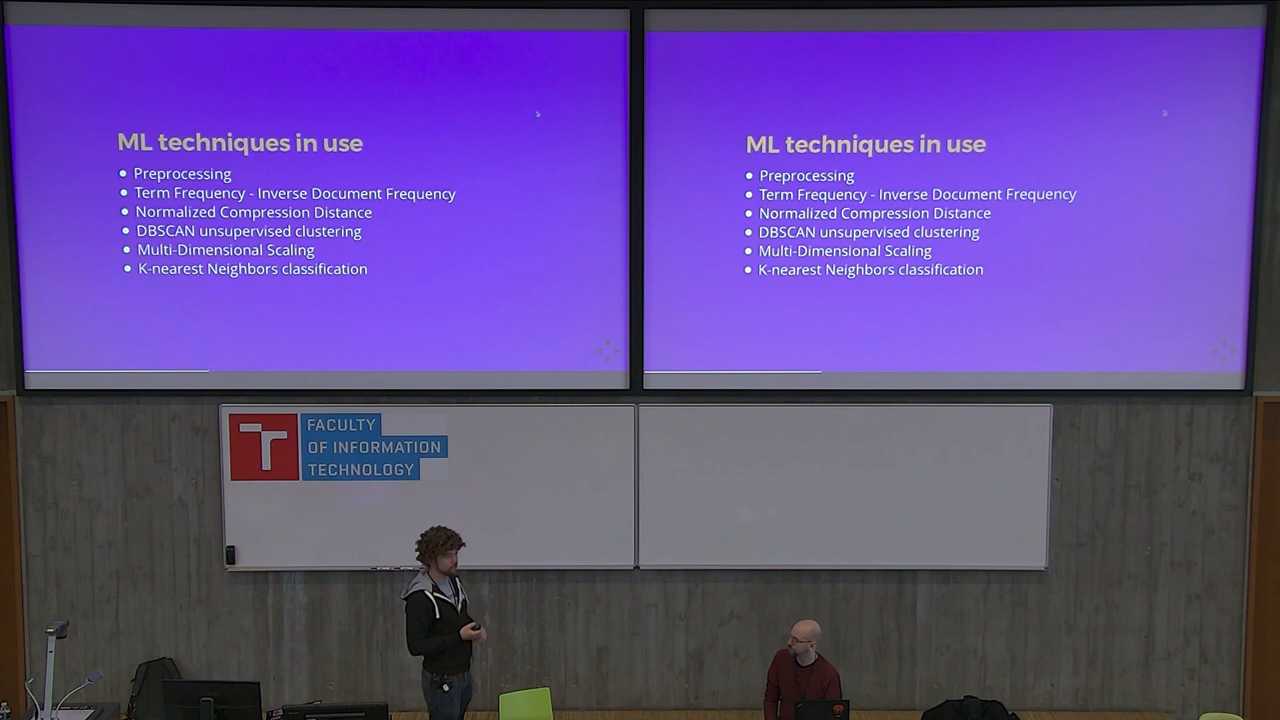 ML techniques in use
Preprocessing
Term Frequency - Inverse Document Frequency
Normalized Compression Distance
DBSCAN unsupervised clustering
Multi-Dimensional Scaling
K-nearest Neighbors classification
ML techniques in use
Preprocessing
Term Frequency - Inverse Document Frequency
Normalized Compression Distance
DBSCAN unsupervised clustering
Multi-Dimensional Scaling
K-nearest Neighbors classification
T
FACULTY
OF INFORMATION
TECHNOLOGY